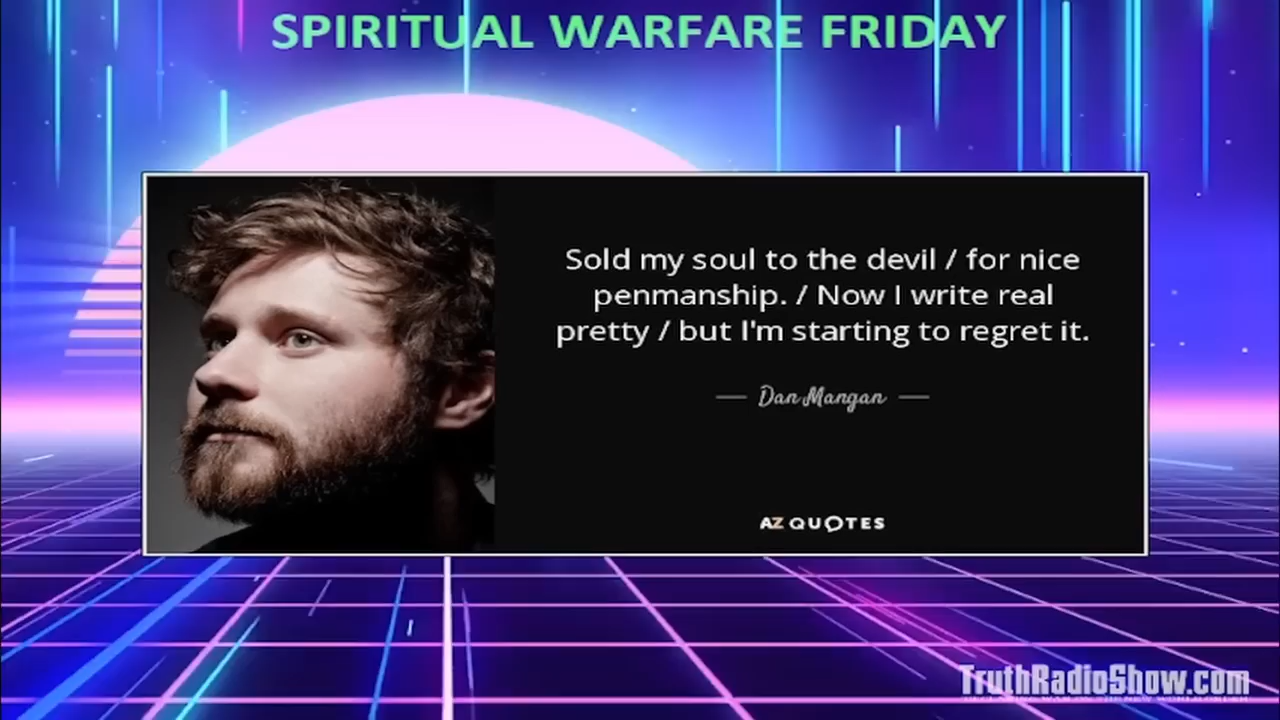 SPIRITUAL WARFARE FRIDAY
Sold my soul to the devil / for nice
penmanship. / Now I write real
pretty / but I'm starting to regret it.
Dan Mangan
AZ QUOTES
TruthRadioShow.com